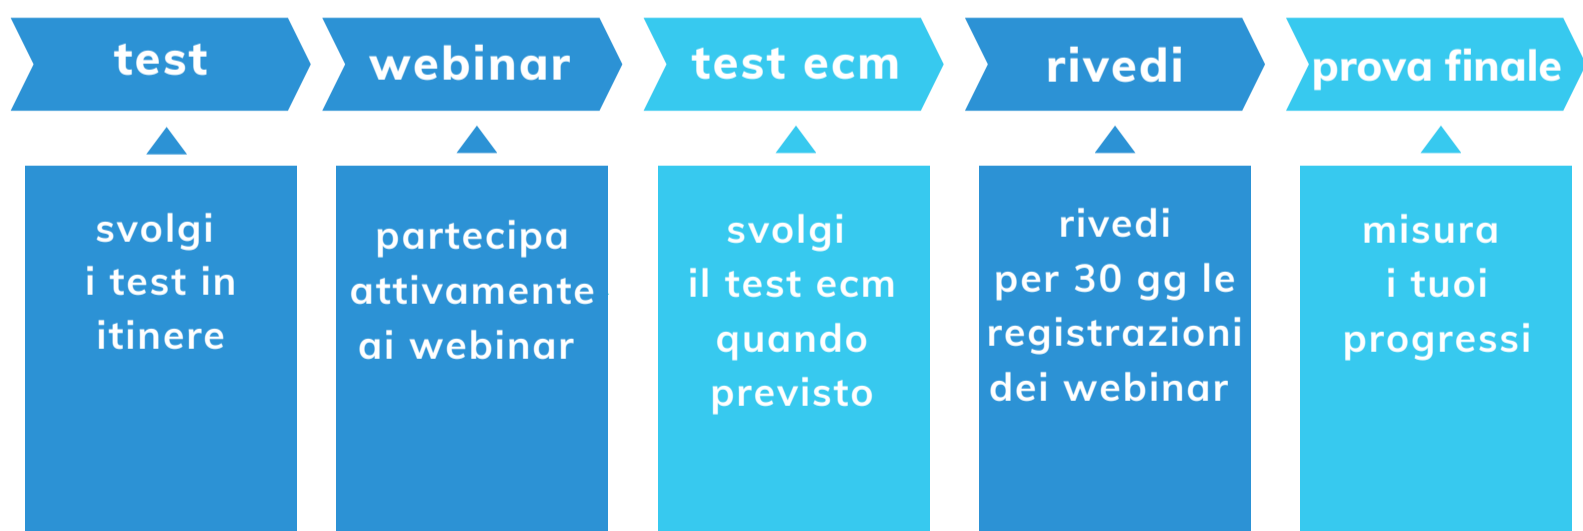 test
webinar
test ecm
rivedi
prova finale
svolgi
i test in
itinere
partecipa
attivamente
ai webinar
svolgi
il test ecm
quando
previsto
rivedi
per 30 gg le
registrazioni
dei webinar
misura
i tuoi
progressi